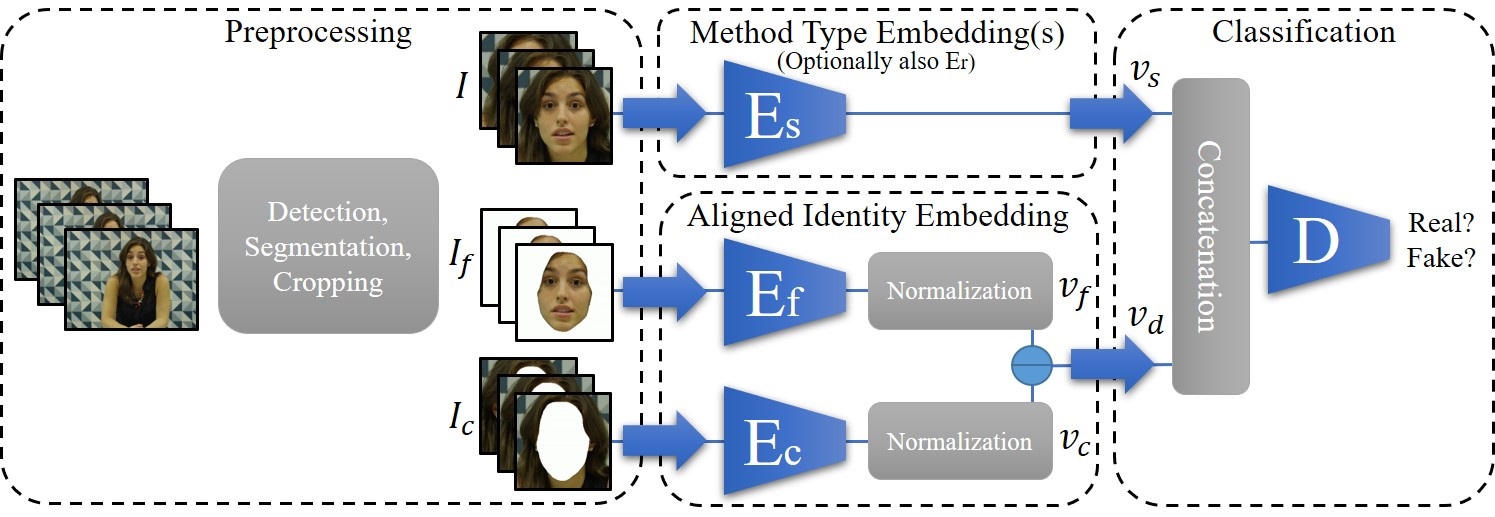 Preprocessing
Detection,
Segmentation,
Cropping
I
I_f
I_c
Method Type Embedding(s)
(Optionally also Er)
Es
Aligned Identity Embedding
Ef
Normalization
v_f
Ec
Normalization
v_c
Classification
v_s
v_d
Concatenation
D
Real?
Fake?